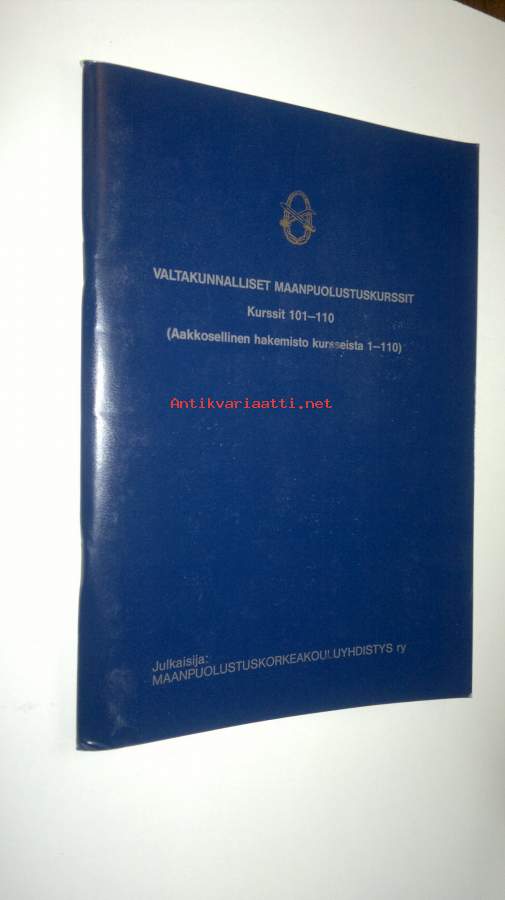 VALTAKUNNALLISET MAANPUOLUSTUSKURSSIT
Kurssit 101–110
(Aakkosellinen hakemisto kursseista 1–110)
Antikvariaatti.net
Julkaisija:
MAANPUOLUSTUSKORKEAKOULUYHDISTYS ry